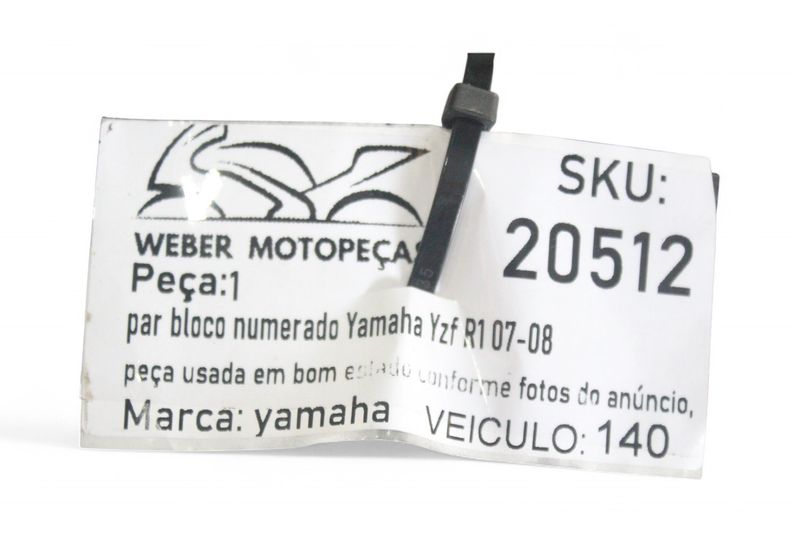 WEBER MOTOPEÇAS
SKU:
20512
Peça:1
par bloco numerado Yamaha Yzf R1 07-08
peça usada em bom estado conforme fotos do anúncio,
Marca: yamaha
VEICULO: 140